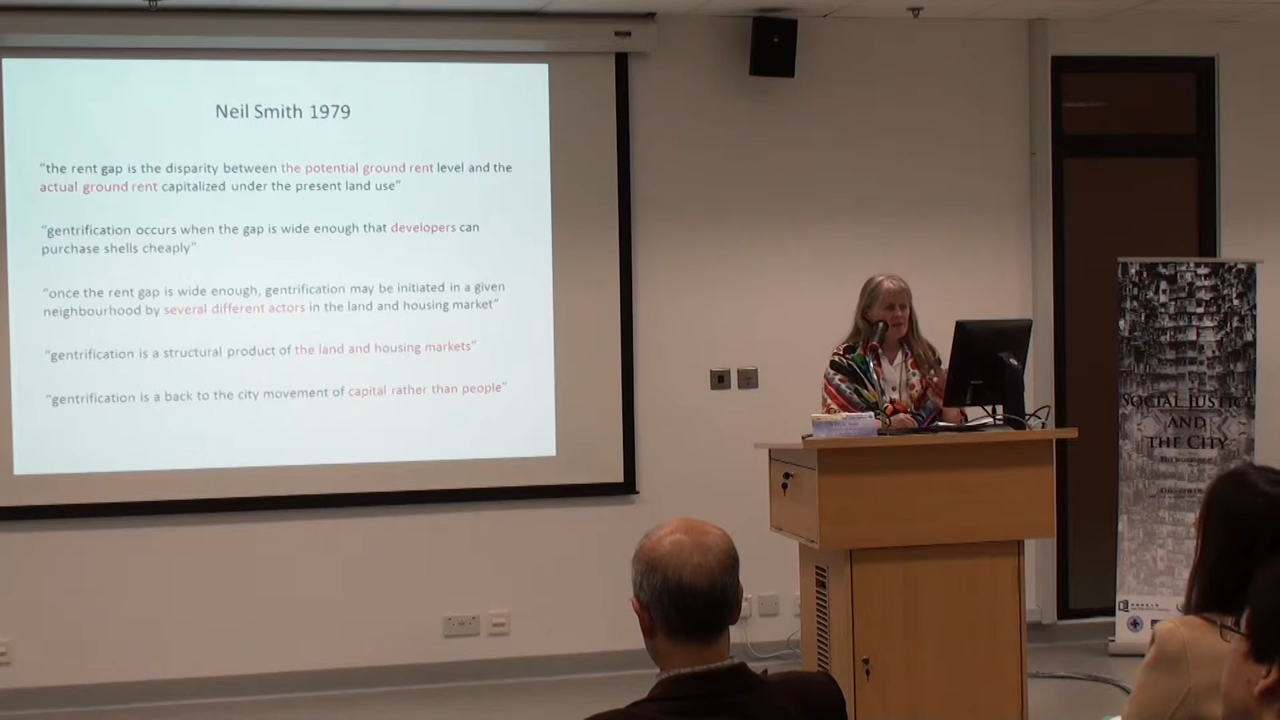 Neil Smith 1979
“the rent gap is the disparity between the potential ground rent level and the
actual ground rent capitalized under the present land use”
“gentrification occurs when the gap is wide enough that developers can
purchase shells cheaply”
“once the rent gap is wide enough, gentrification may be initiated in a given
neighbourhood by several different actors in the land and housing market”
“gentrification is a structural product of the land and housing markets”
“gentrification is a back to the city movement of capital rather than people”
Social Justice
and
the City